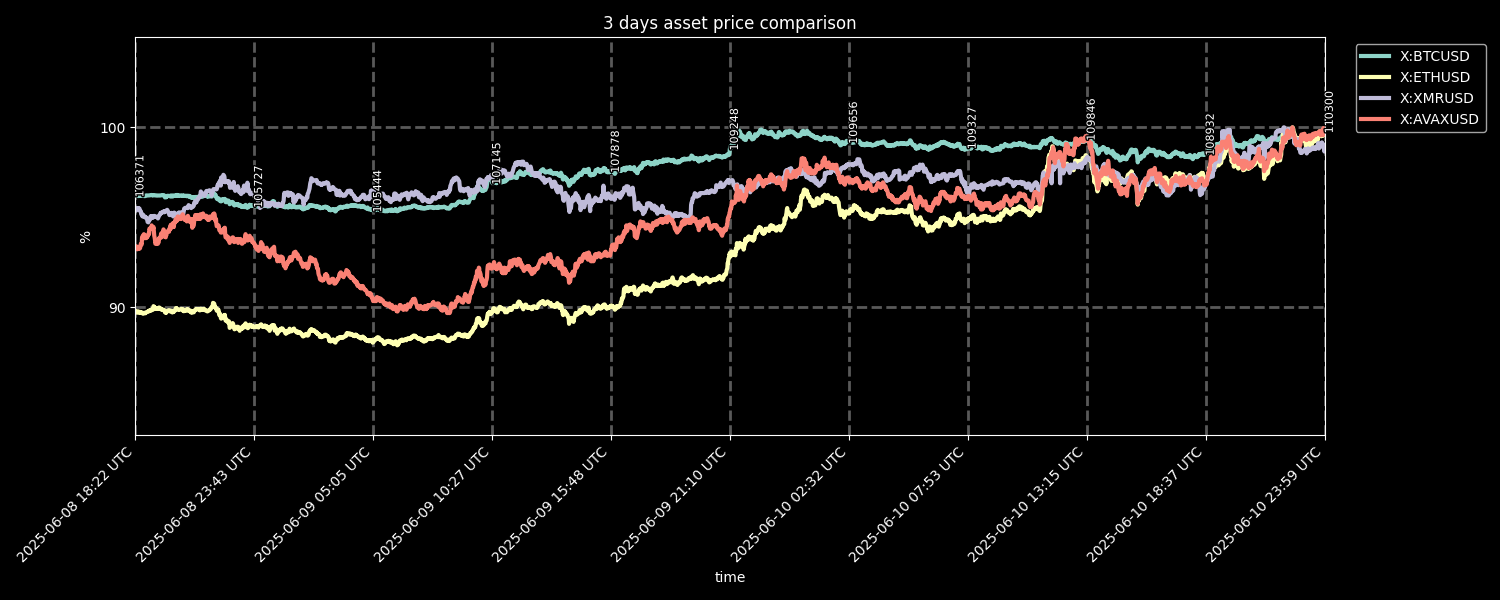 3 days asset price comparison
X:BTCUSD
X:ETHUSD
X:XMRUSD
X:AVAXUSD
100
90
%
106371
105727
105444
107145
107878
109248
109656
109327
109846
108932
110300
2025-06-08 18:22 UTC
2025-06-08 23:43 UTC
2025-06-09 05:05 UTC
2025-06-09 10:27 UTC
2025-06-09 15:48 UTC
2025-06-09 21:10 UTC
2025-06-10 02:32 UTC
2025-06-10 07:53 UTC
2025-06-10 13:15 UTC
2025-06-10 18:37 UTC
2025-06-10 23:59 UTC
time